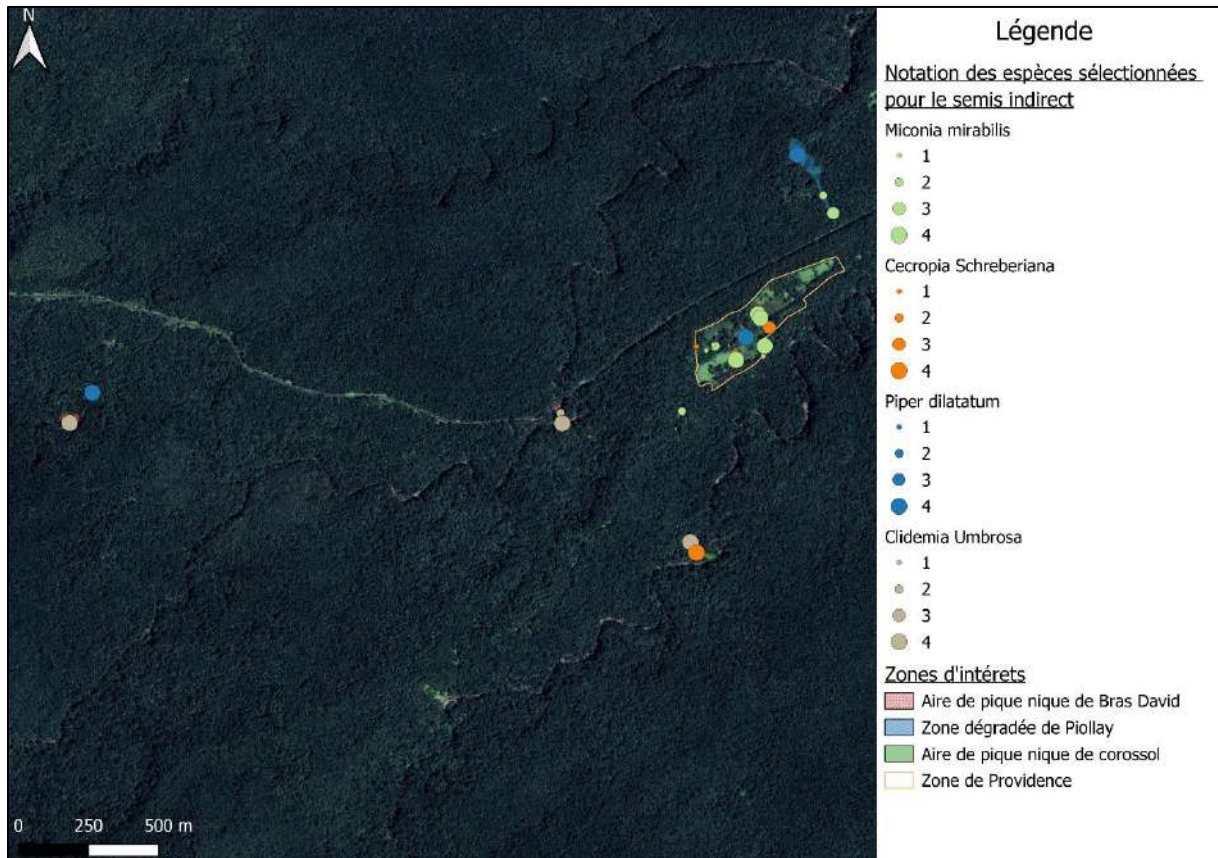 N
0 250 500 m
Légende
Notation des espèces sélectionnées
pour le semis indirect
Miconia mirabilis
1
2
3
4
Cecropia Schreberiana
1
2
3
4
Piper dilatatum
1
2
3
4
Clidemia Umbrosa
1
2
3
4
Zones d'intérets
Aire de pique nique de Bras David
Zone dégradée de Piollay
Aire de pique nique de corossol
Zone de Providence